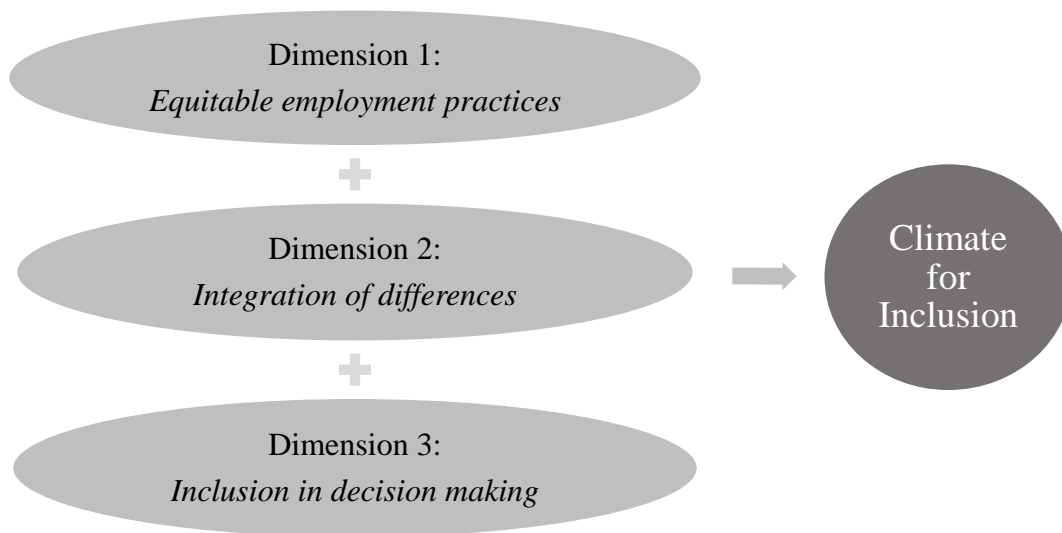 Dimension 1:
Equitable employment practices
Dimension 2:
Integration of differences
Climate
for
Inclusion
Dimension 3:
Inclusion in decision making